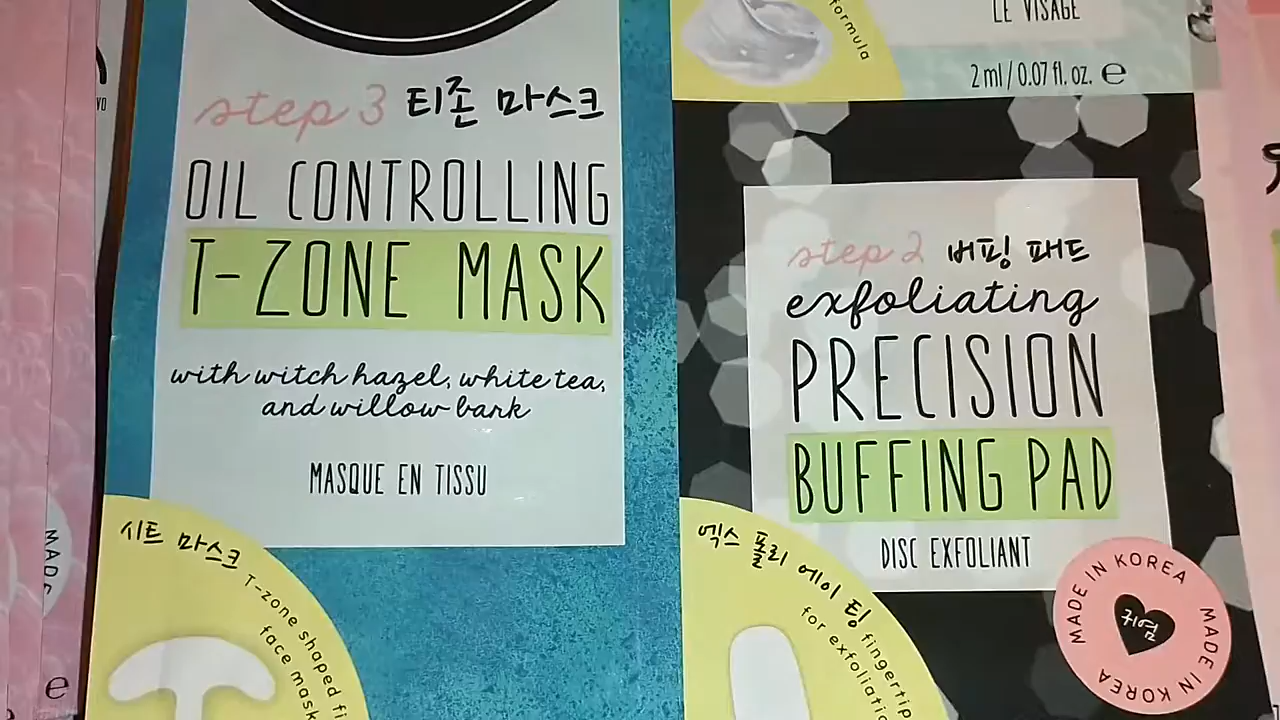 step 3 티존 마스크
OIL CONTROLLING
T-ZONE MASK
with witch hazel, white tea,
and willow bark
MASQUE EN TISSU
시트 마스크
T-zone shaped
face mask
formula
LE VISAGE
2 ml / 0.07 fl. oz. ℮
step 2 버핑 패드
exfoliating
PRECISION
BUFFING PAD
DISC EXFOLIANT
엑스 폴리 에이 팅
fingertip
for
MADE IN KOREA
MADE IN KOREA
귀염
MADE
℮